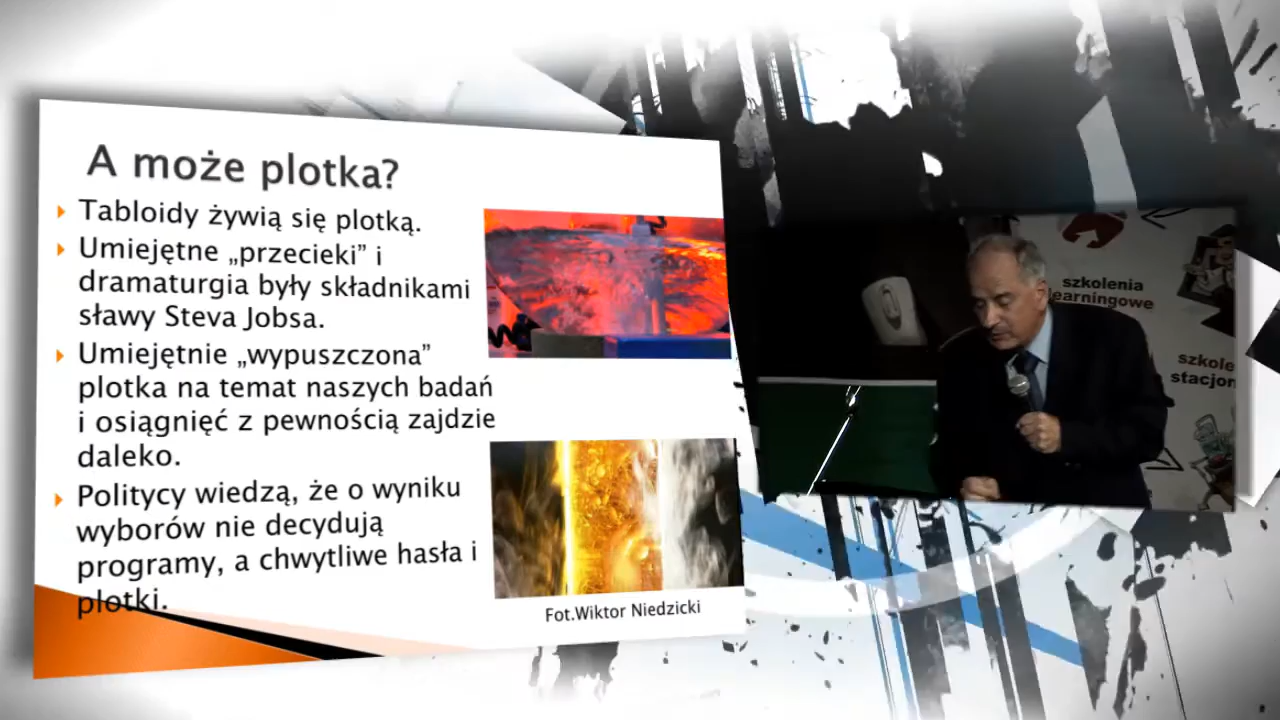 A może plotka?
Tabloidy żywią się plotką.
Umiejętne „przecieki” i
dramaturgia były składnikami
sławy Steva Jobsa.
Umiejętnie „wypuszczona”
plotka na temat naszych badań
i osiągnięć z pewnością zajdzie
daleko.
Politycy wiedzą, że o wyniku
wyborów nie decydują
programy, a chwytliwe hasła i
plotki.
Fot.Wiktor Niedzicki
szkolenia
learningowe
szkole
stacjon